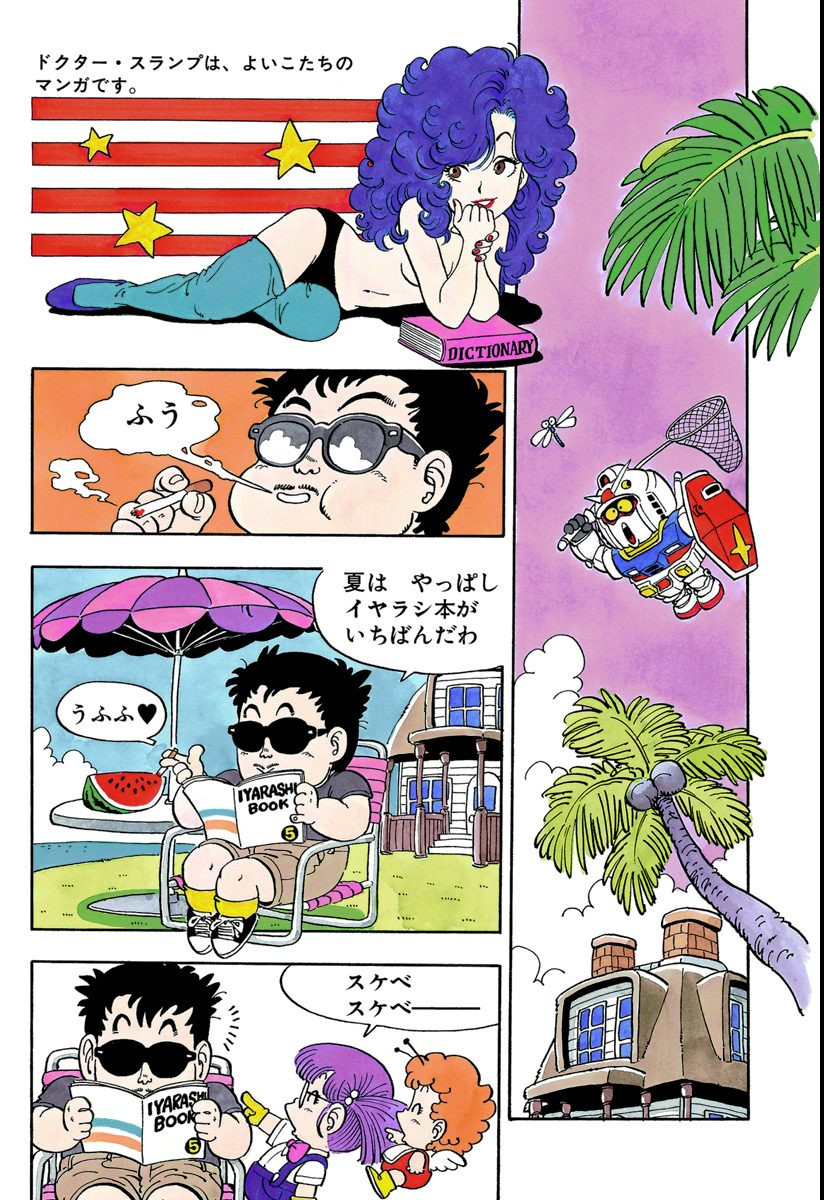 ドクター・スランプは、よいこたちの
マンガです。
DICTIONARY
ふう
夏は　やっぱし
イヤラシ本が
いちばんだわ
うふふ♥
IYARASHI
BOOK
5
スケベ
スケベ――
IYARASHI
BOOK
5